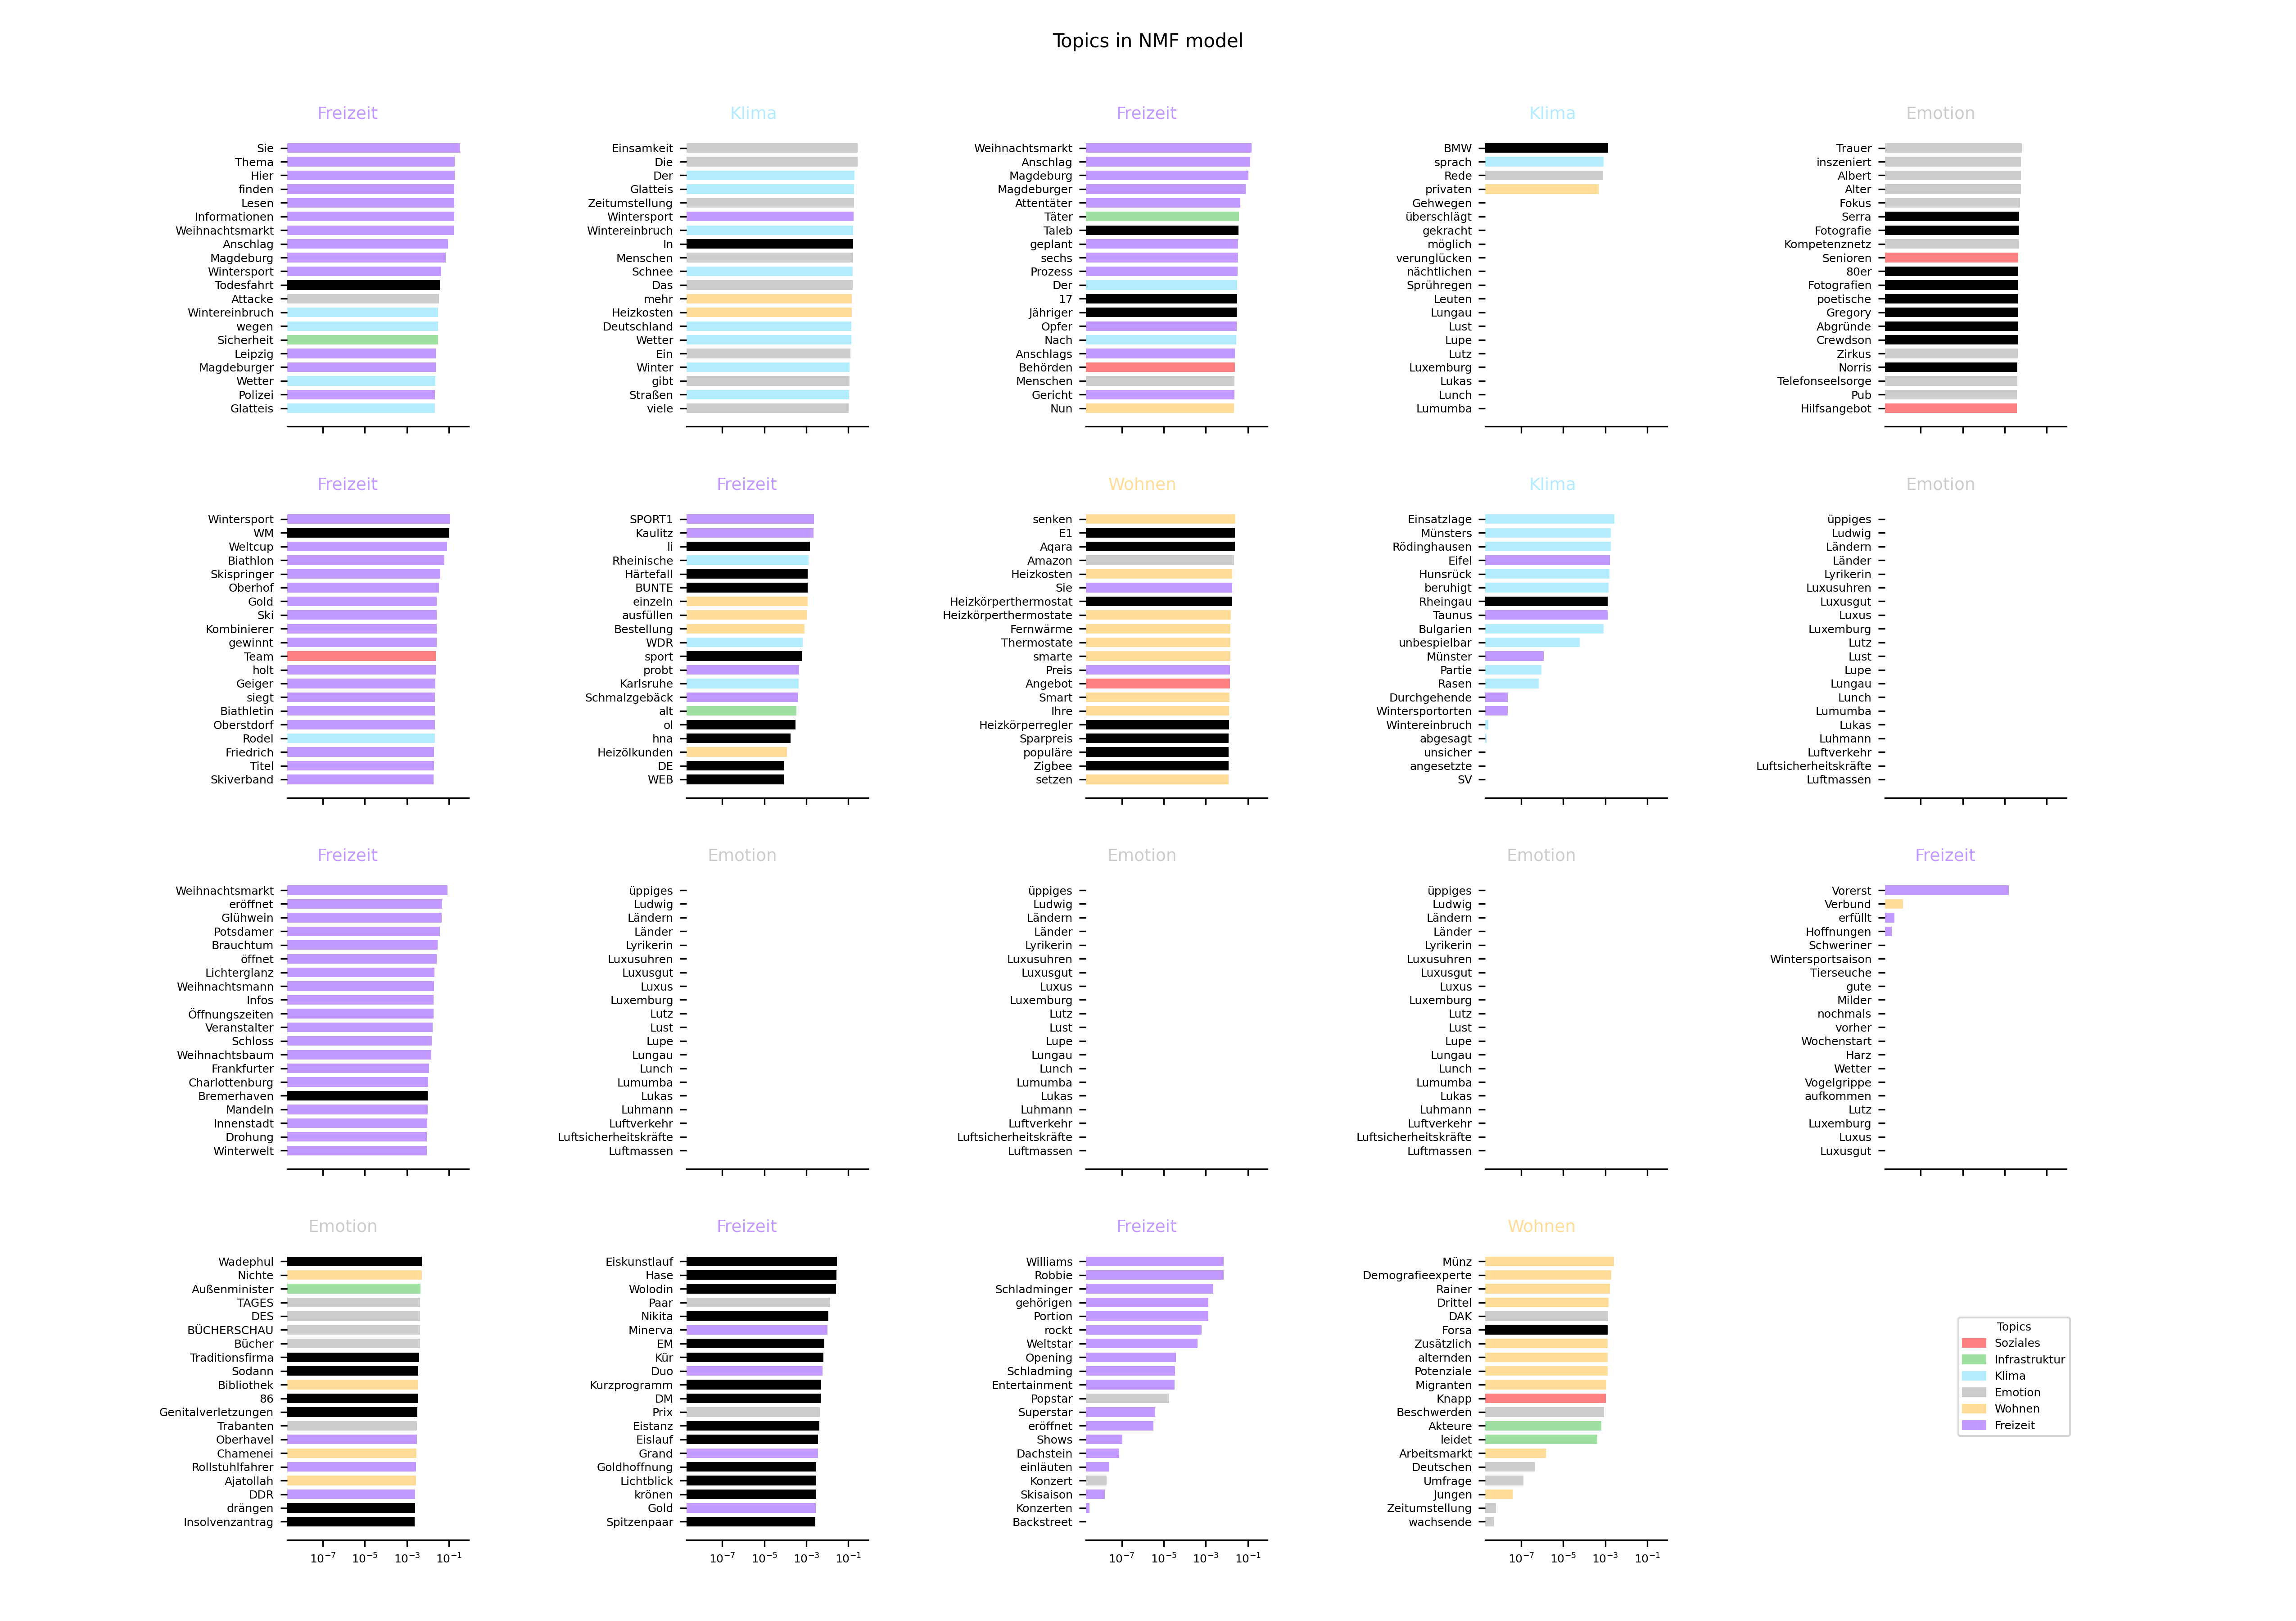 Topics in NMF model
Freizeit
Sie
Thema
Hier
finden
Lesen
Informationen
Weihnachtsmarkt
Anschlag
Magdeburg
Wintersport
Todesfahrt
Attacke
Wintereinbruch
wegen
Sicherheit
Leipzig
Magdeburger
Wetter
Polizei
Glatteis
Klima
Einsamkeit
Die
Der
Glatteis
Zeitumstellung
Wintersport
Wintereinbruch
In
Menschen
Schnee
Das
mehr
Heizkosten
Deutschland
Wetter
Ein
Winter
gibt
Straßen
viele
Freizeit
Weihnachtsmarkt
Anschlag
Magdeburg
Magdeburger
Attentäter
Täter
Taleb
geplant
sechs
Prozess
Der
17
Jähriger
Opfer
Nach
Anschlags
Behörden
Menschen
Gericht
Nun
Klima
BMW
sprach
Rede
privaten
Gehwegen
überschlägt
gekracht
möglich
verunglücken
nächtlichen
Sprühregen
Leuten
Lungau
Lust
Lupe
Lutz
Luxemburg
Lukas
Lunch
Lumumba
Emotion
Trauer
inszeniert
Albert
Alter
Fokus
Serra
Fotografie
Kompetenznetz
Senioren
80er
Fotografien
poetische
Gregory
Abgründe
Crewdson
Zirkus
Norris
Telefonseelsorge
Pub
Hilfsangebot
Freizeit
Wintersport
WM
Weltcup
Biathlon
Skispringer
Oberhof
Gold
Ski
Kombinierer
gewinnt
Team
holt
Geiger
siegt
Biathletin
Oberstdorf
Rodel
Friedrich
Titel
Skiverband
Freizeit
SPORT1
Kaulitz
li
Rheinische
Härtefall
BUNTE
einzeln
ausfüllen
Bestellung
WDR
sport
probt
Karlsruhe
Schmalzgebäck
alt
ol
hna
Heizölkunden
DE
WEB
Wohnen
senken
E1
Aqara
Amazon
Heizkosten
Sie
Heizkörperthermostat
Heizkörperthermostate
Fernwärme
Thermostate
smarte
Preis
Angebot
Smart
Ihre
Heizkörperregler
Sparpreis
populäre
Zigbee
setzen
Klima
Einsatzlage
Münsters
Rödinghausen
Eifel
Hunsrück
beruhigt
Rheingau
Taunus
Bulgarien
unbespielbar
Münster
Partie
Rasen
Durchgehende
Wintersportorten
Wintereinbruch
abgesagt
unsicher
angesetzte
SV
Emotion
üppiges
Ludwig
Ländern
Länder
Lyrikerin
Luxusuhren
Luxusgut
Luxus
Luxemburg
Lutz
Lust
Lupe
Lungau
Lunch
Lumumba
Lukas
Luhmann
Luftverkehr
Luftsicherheitskräfte
Luftmassen
Freizeit
Weihnachtsmarkt
eröffnet
Glühwein
Potsdamer
Brauchtum
öffnet
Lichterglanz
Weihnachtsmann
Infos
Öffnungszeiten
Veranstalter
Schloss
Weihnachtsbaum
Frankfurter
Charlottenburg
Bremerhaven
Mandeln
Innenstadt
Drohung
Winterwelt
Emotion
üppiges
Ludwig
Ländern
Länder
Lyrikerin
Luxusuhren
Luxusgut
Luxus
Luxemburg
Lutz
Lust
Lupe
Lungau
Lunch
Lumumba
Lukas
Luhmann
Luftverkehr
Luftsicherheitskräfte
Luftmassen
Emotion
üppiges
Ludwig
Ländern
Länder
Lyrikerin
Luxusuhren
Luxusgut
Luxus
Luxemburg
Lutz
Lust
Lupe
Lungau
Lunch
Lumumba
Lukas
Luhmann
Luftverkehr
Luftsicherheitskräfte
Luftmassen
Emotion
üppiges
Ludwig
Ländern
Länder
Lyrikerin
Luxusuhren
Luxusgut
Luxus
Luxemburg
Lutz
Lust
Lupe
Lungau
Lunch
Lumumba
Lukas
Luhmann
Luftverkehr
Luftsicherheitskräfte
Luftmassen
Freizeit
Vorerst
Verbund
erfüllt
Hoffnungen
Schweriner
Wintersportsaison
Tierseuche
gute
Milder
nochmals
vorher
Wochenstart
Harz
Wetter
Vogelgrippe
aufkommen
Lutz
Luxemburg
Luxus
Luxusgut
Emotion
Wadephul
Nichte
Außenminister
TAGES
DES
BÜCHERSCHAU
Bücher
Traditionsfirma
Sodann
Bibliothek
86
Genitalverletzungen
Trabanten
Oberhavel
Chamenei
Rollstuhlfahrer
Ajatollah
DDR
drängen
Insolvenzantrag
10⁻⁷ 10⁻⁵ 10⁻³ 10⁻¹
Freizeit
Eiskunstlauf
Hase
Wolodin
Paar
Nikita
Minerva
EM
Kür
Duo
Kurzprogramm
DM
Prix
Eistanz
Eislauf
Grand
Goldhoffnung
Lichtblick
krönen
Gold
Spitzenpaar
10⁻⁷ 10⁻⁵ 10⁻³ 10⁻¹
Freizeit
Williams
Robbie
Schladminger
gehörigen
Portion
rockt
Weltstar
Opening
Schladming
Entertainment
Popstar
Superstar
eröffnet
Shows
Dachstein
einläuten
Konzert
Skisaison
Konzerten
Backstreet
10⁻⁷ 10⁻⁵ 10⁻³ 10⁻¹
Wohnen
Münz
Demografieexperte
Rainer
Drittel
DAK
Forsa
Zusätzlich
alternden
Potenziale
Migranten
Knapp
Beschwerden
Akteure
leidet
Arbeitsmarkt
Deutschen
Umfrage
Jungen
Zeitumstellung
wachsende
10⁻⁷ 10⁻⁵ 10⁻³ 10⁻¹
Topics
Soziales
Infrastruktur
Klima
Emotion
Wohnen
Freizeit